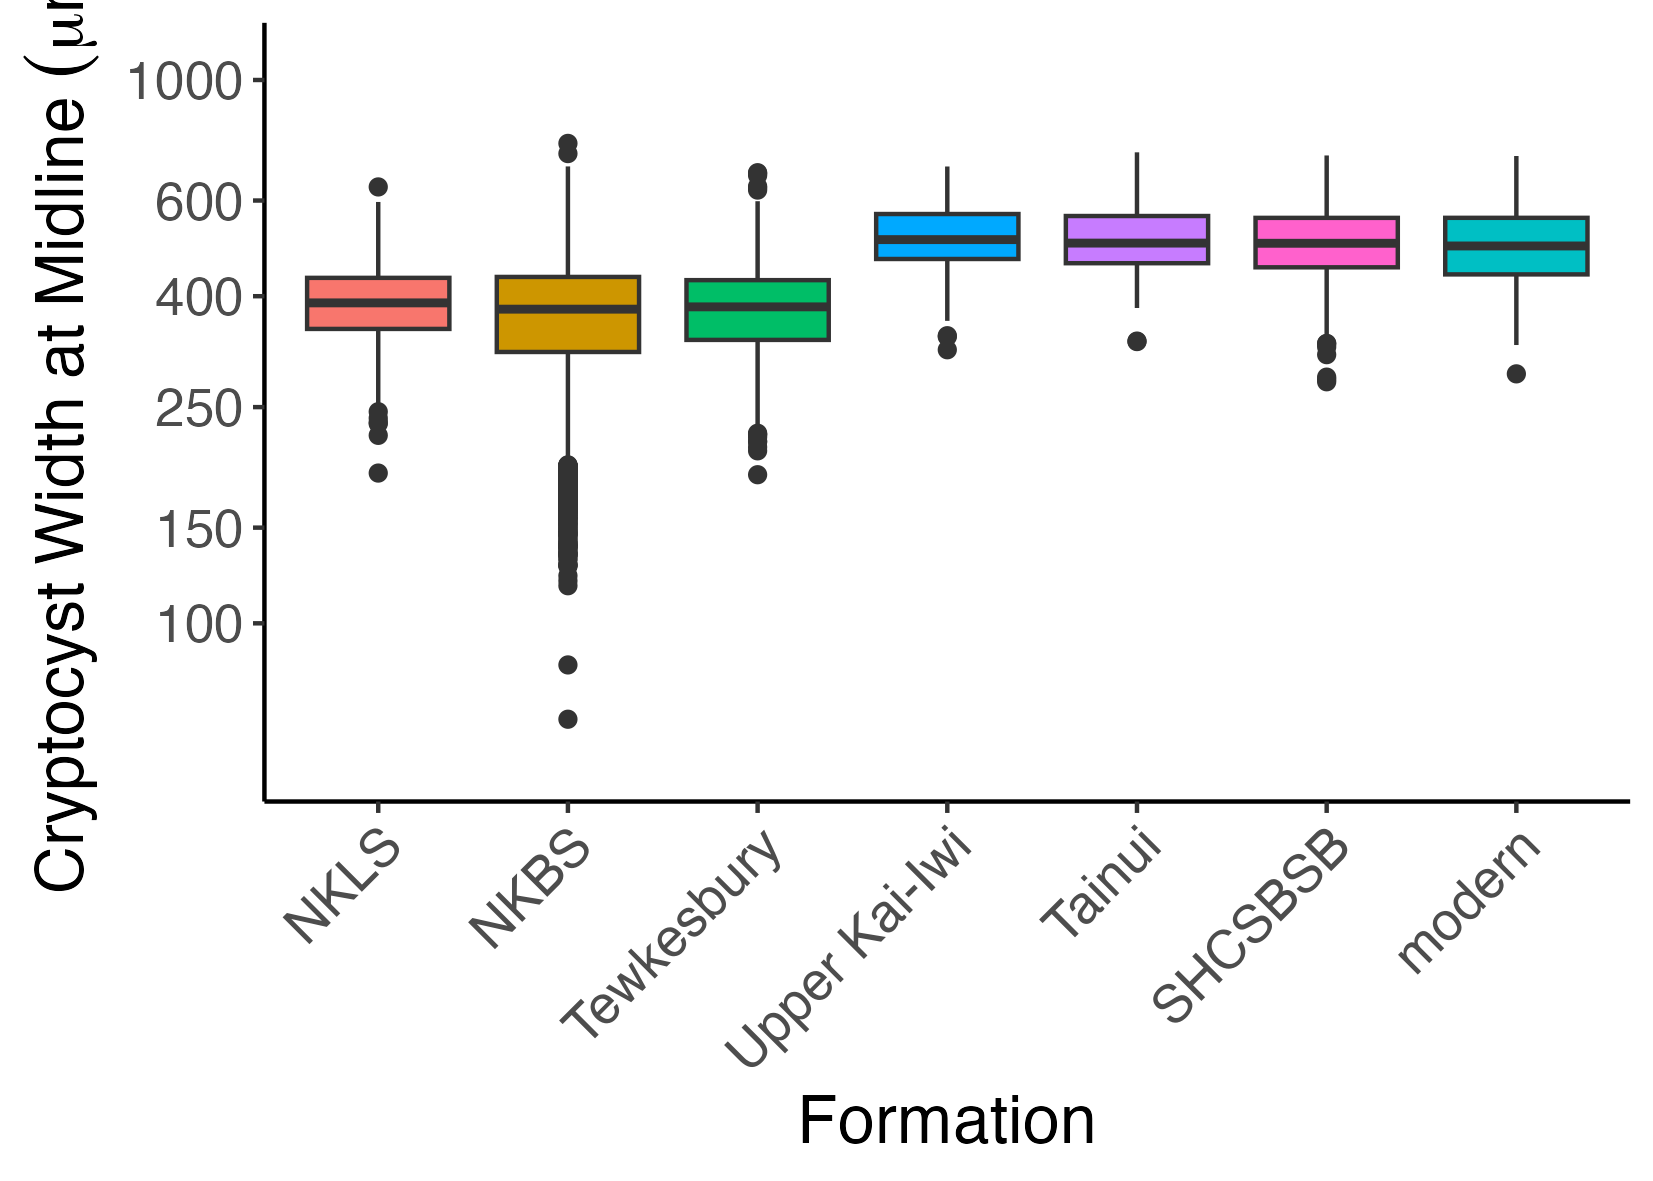 Cryptocyst Width at Midline (μ
1000
600
400
250
150
100
NKLS
NKBS
Tewkesbury
Upper Kai-Iwi
Tainui
SHCSBSB
modern
Formation